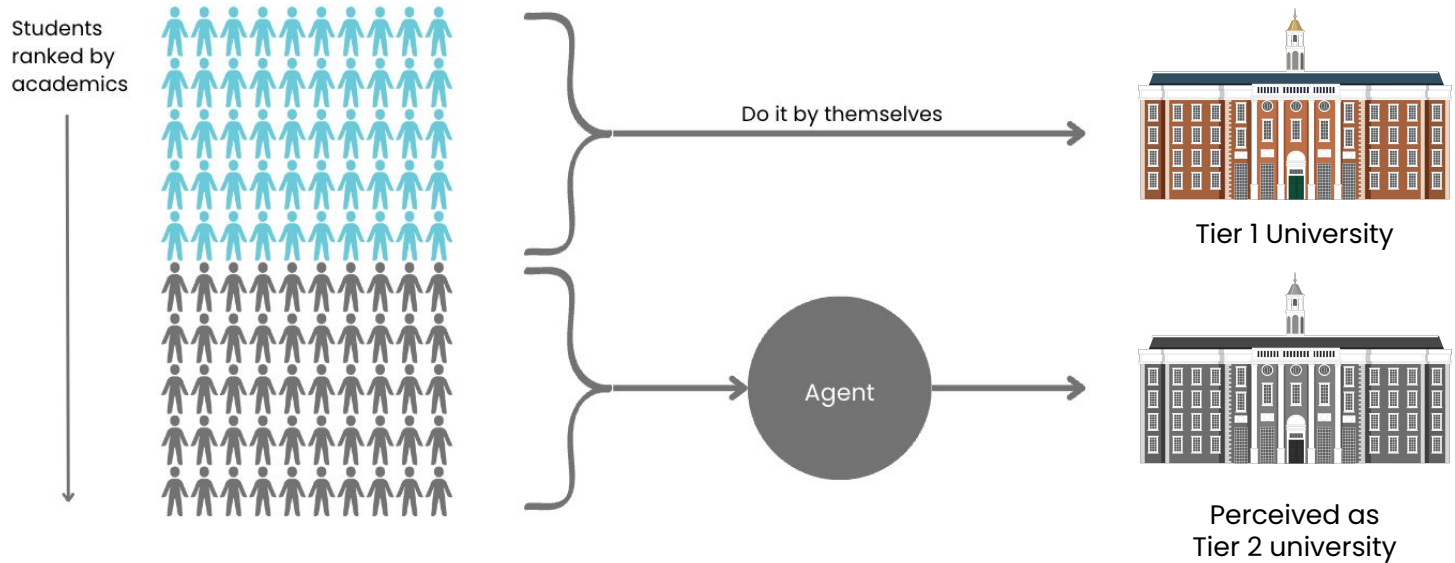 Students
ranked by
academics
Do it by themselves
Tier 1 University
Agent
Perceived as
Tier 2 university